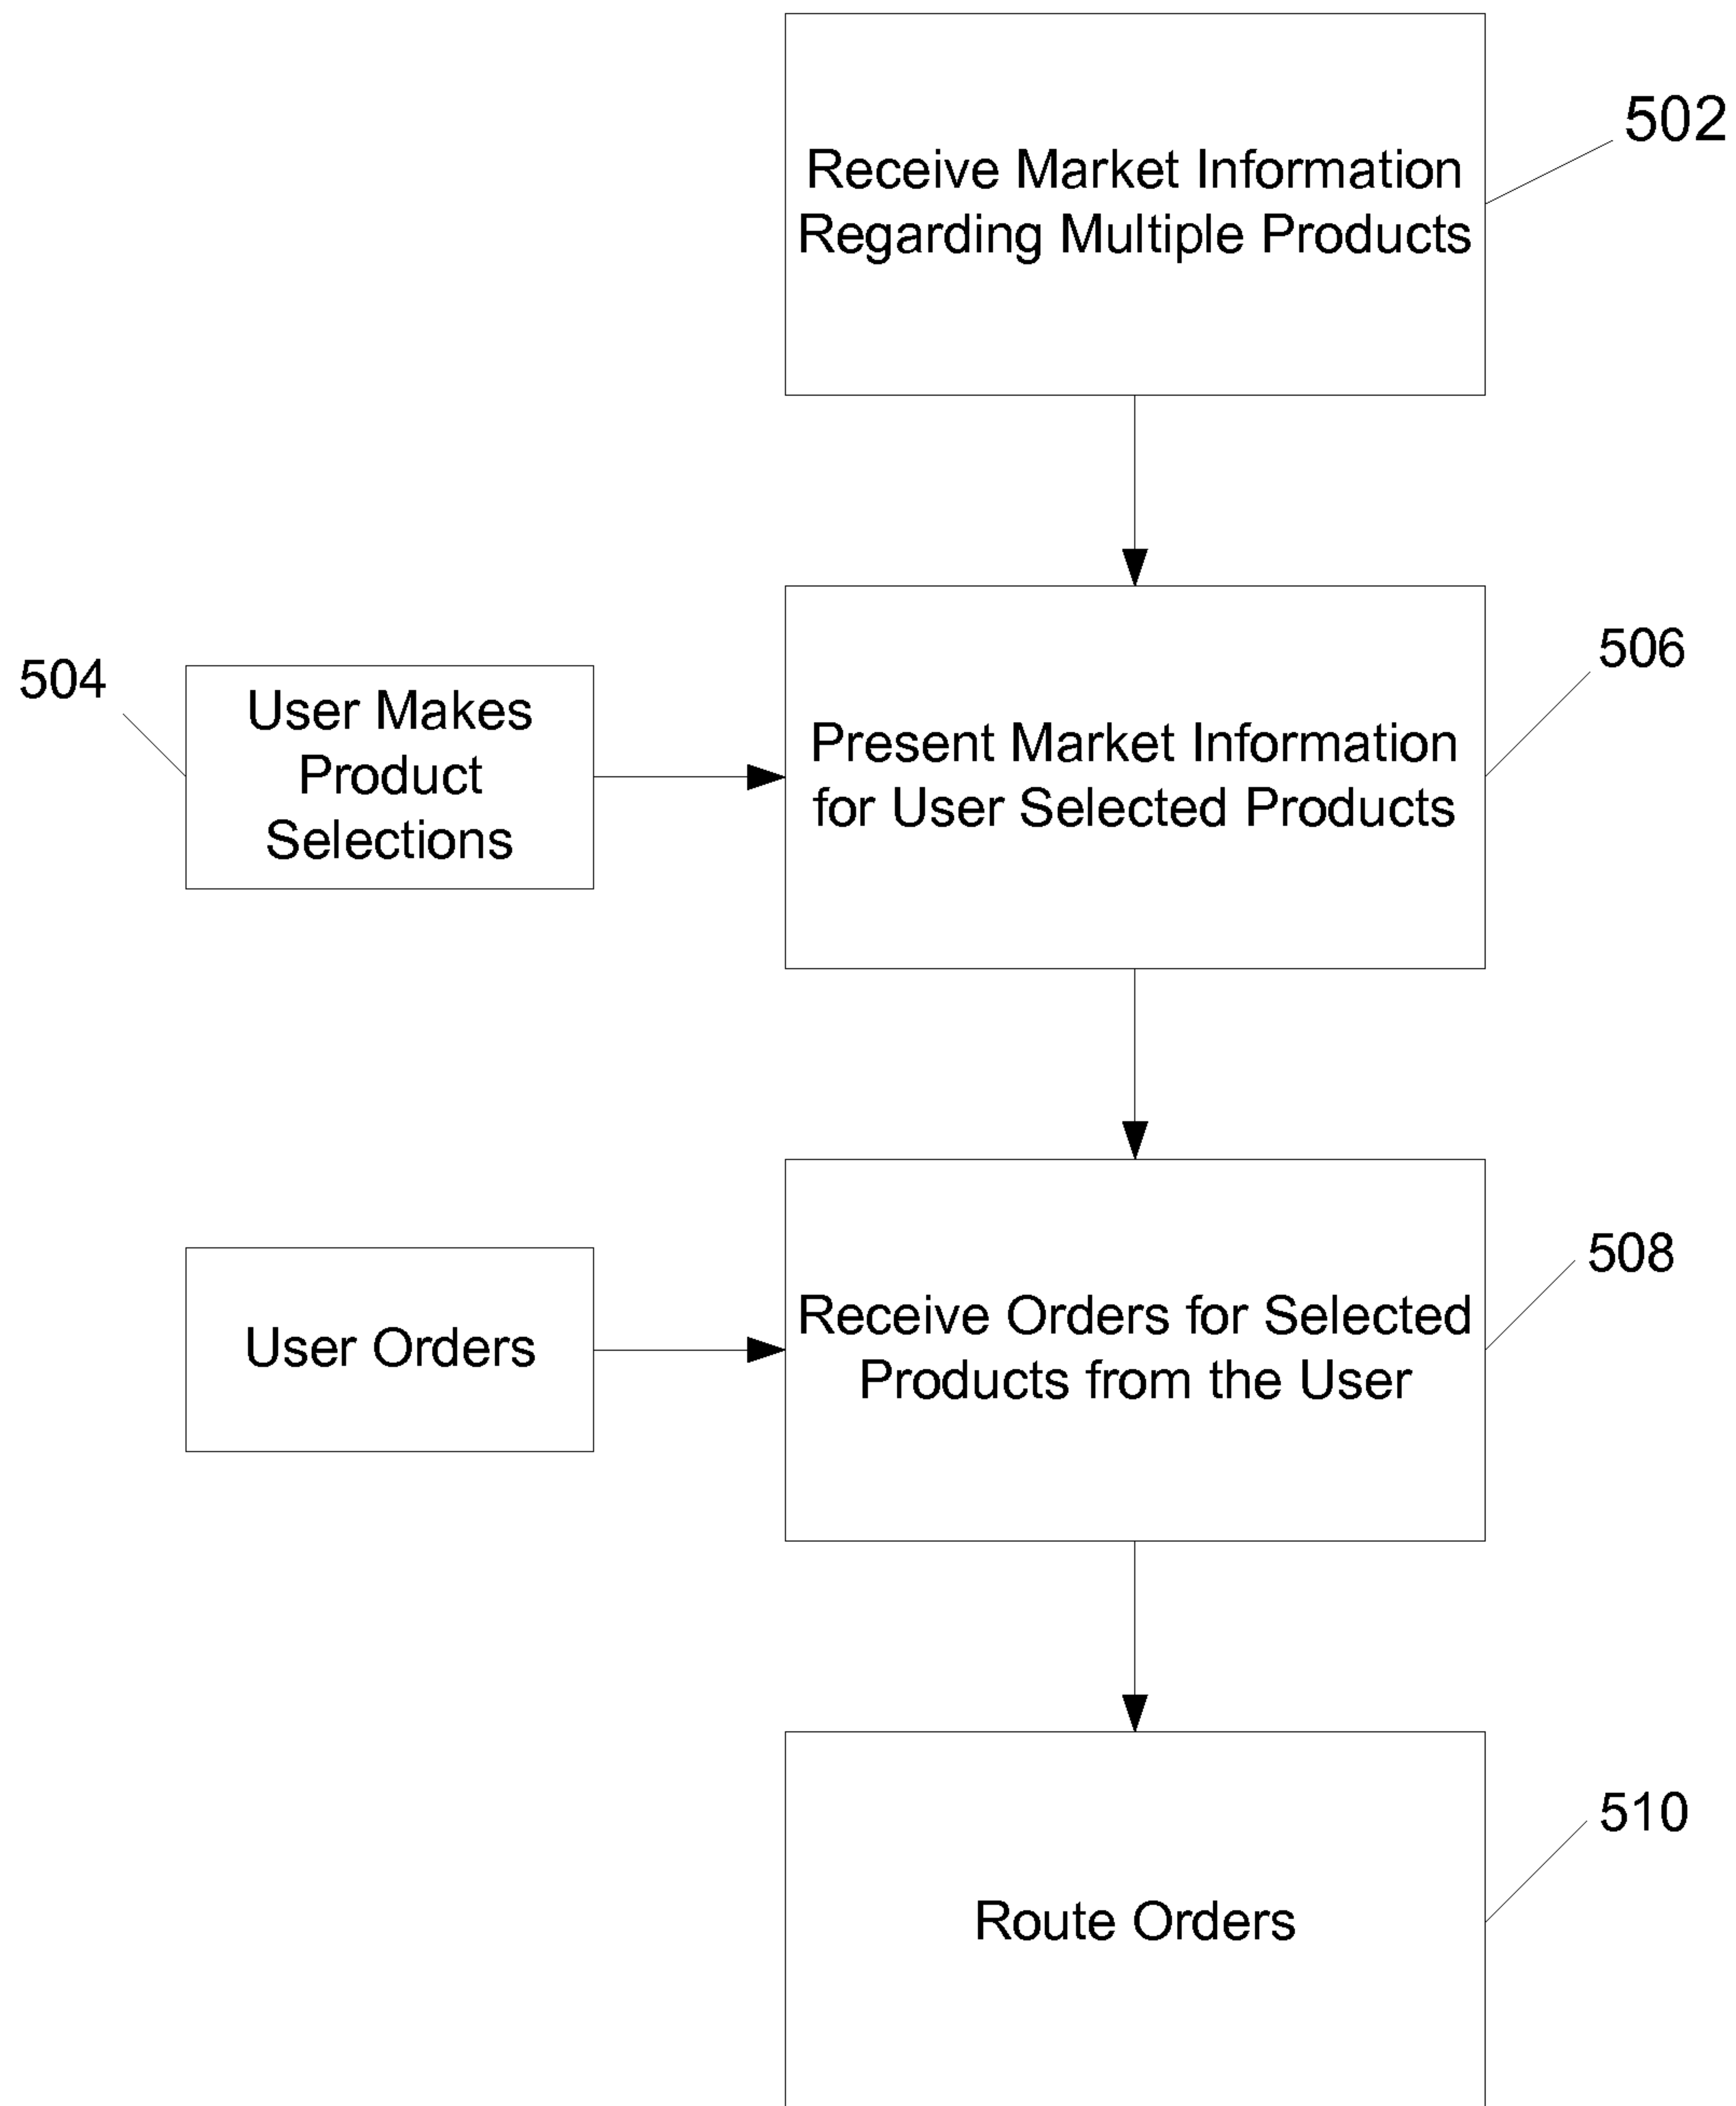 Receive Market Information
Regarding Multiple Products
502
504
User Makes
Product
Selections
Present Market Information
for User Selected Products
506
User Orders
Receive Orders for Selected
Products from the User
508
Route Orders
510